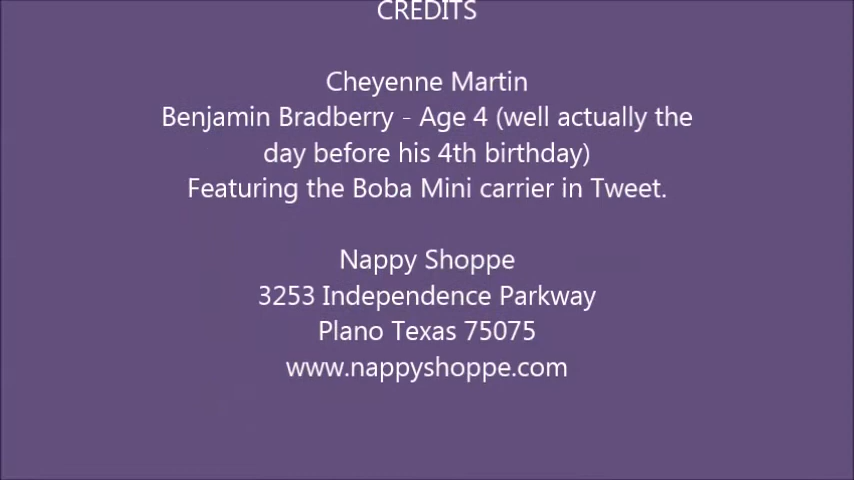 CREDITS
Cheyenne Martin
Benjamin Bradberry - Age 4 (well actually the
day before his 4th birthday)
Featuring the Boba Mini carrier in Tweet.
Nappy Shoppe
3253 Independence Parkway
Plano Texas 75075
www.nappyshoppe.com